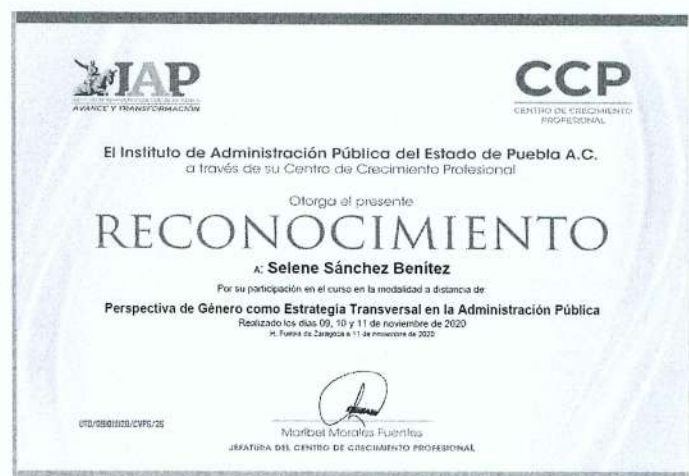 IAP
AVANCE Y TRANSFORMACIÓN
CCP
CENTRO DE CRECIMIENTO
PROFESIONAL
El Instituto de Administración Pública del Estado de Puebla A.C.
a través de su Centro de Crecimiento Profesional
Otorga el presente
RECONOCIMIENTO
A: Selene Sánchez Benítez
Por su participación en el curso en la modalidad a distancia de:
Perspectiva de Género como Estrategia Transversal en la Administración Pública
Realizado los días 09, 10 y 11 de noviembre de 2020
H. Puebla de Zaragoza a 11 de noviembre de 2020
Maribel Morales Fuentes
JEFATURA DEL CENTRO DE CRECIMIENTO PROFESIONAL